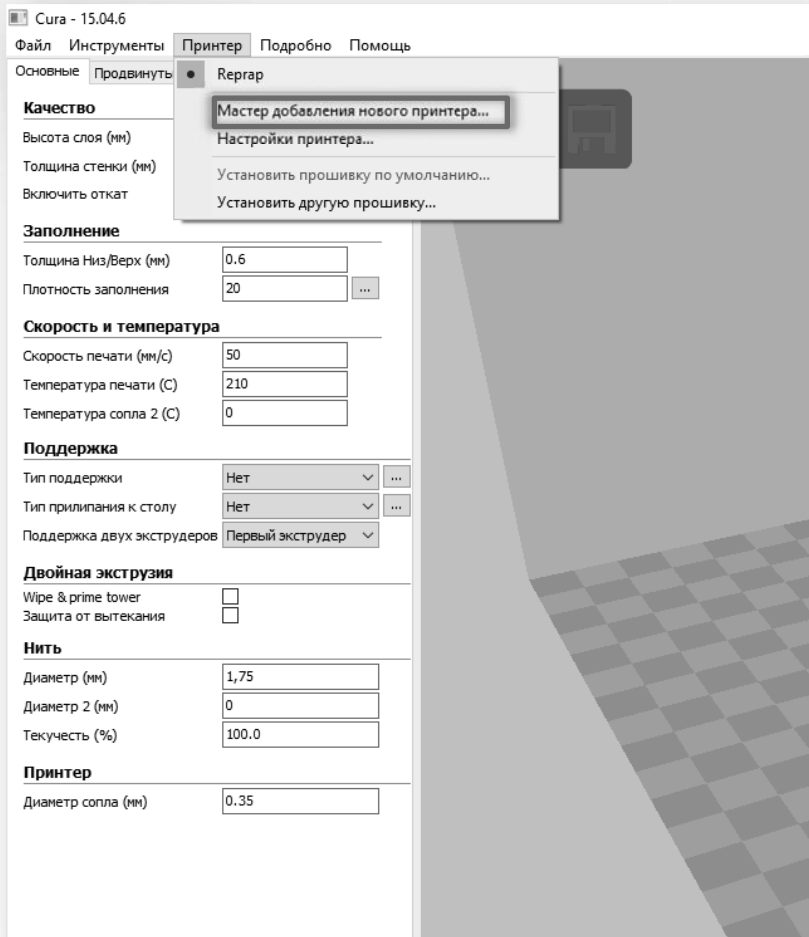 Cura - 15.04.6
Файл Инструменты Принтер Подробно Помощь
Основные Продвинуты
Reprap
Мастер добавления нового принтера...
Настройки принтера...
Установить прошивку по умолчанию...
Установить другую прошивку...
Качество
Высота слоя (мм)
Толщина стенки (мм)
Включить откат
Заполнение
Толщина Низ/Верх (мм) 0.6
Плотность заполнения 20 ...
Скорость и температура
Скорость печати (мм/с) 50
Температура печати (C) 210
Температура сопла 2 (C) 0
Поддержка
Тип поддержки Нет ...
Тип прилипания к столу Нет ...
Поддержка двух экструдеров Первый экструдер
Двойная экструзия
Wipe & prime tower
Защита от вытекания
Нить
Диаметр (мм) 1,75
Диаметр 2 (мм) 0
Текучесть (%) 100.0
Принтер
Диаметр сопла (мм) 0.35